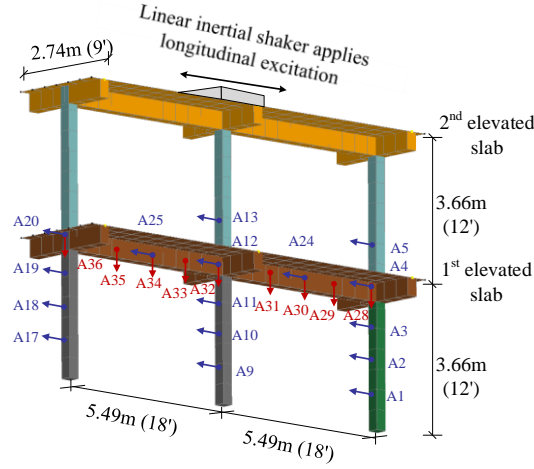 Linear inertial shaker applies
longitudinal excitation
2.74m (9')
2nd elevated
slab
3.66m
(12')
A20
A25
A13
A12
A24
A5
A4
1st elevated
slab
A19
A36
A35
A34
A33
A32
A31
A30
A29
A28
A18
A11
A3
A17
A10
A2
A9
A1
3.66m
(12')
5.49m (18')
5.49m (18')